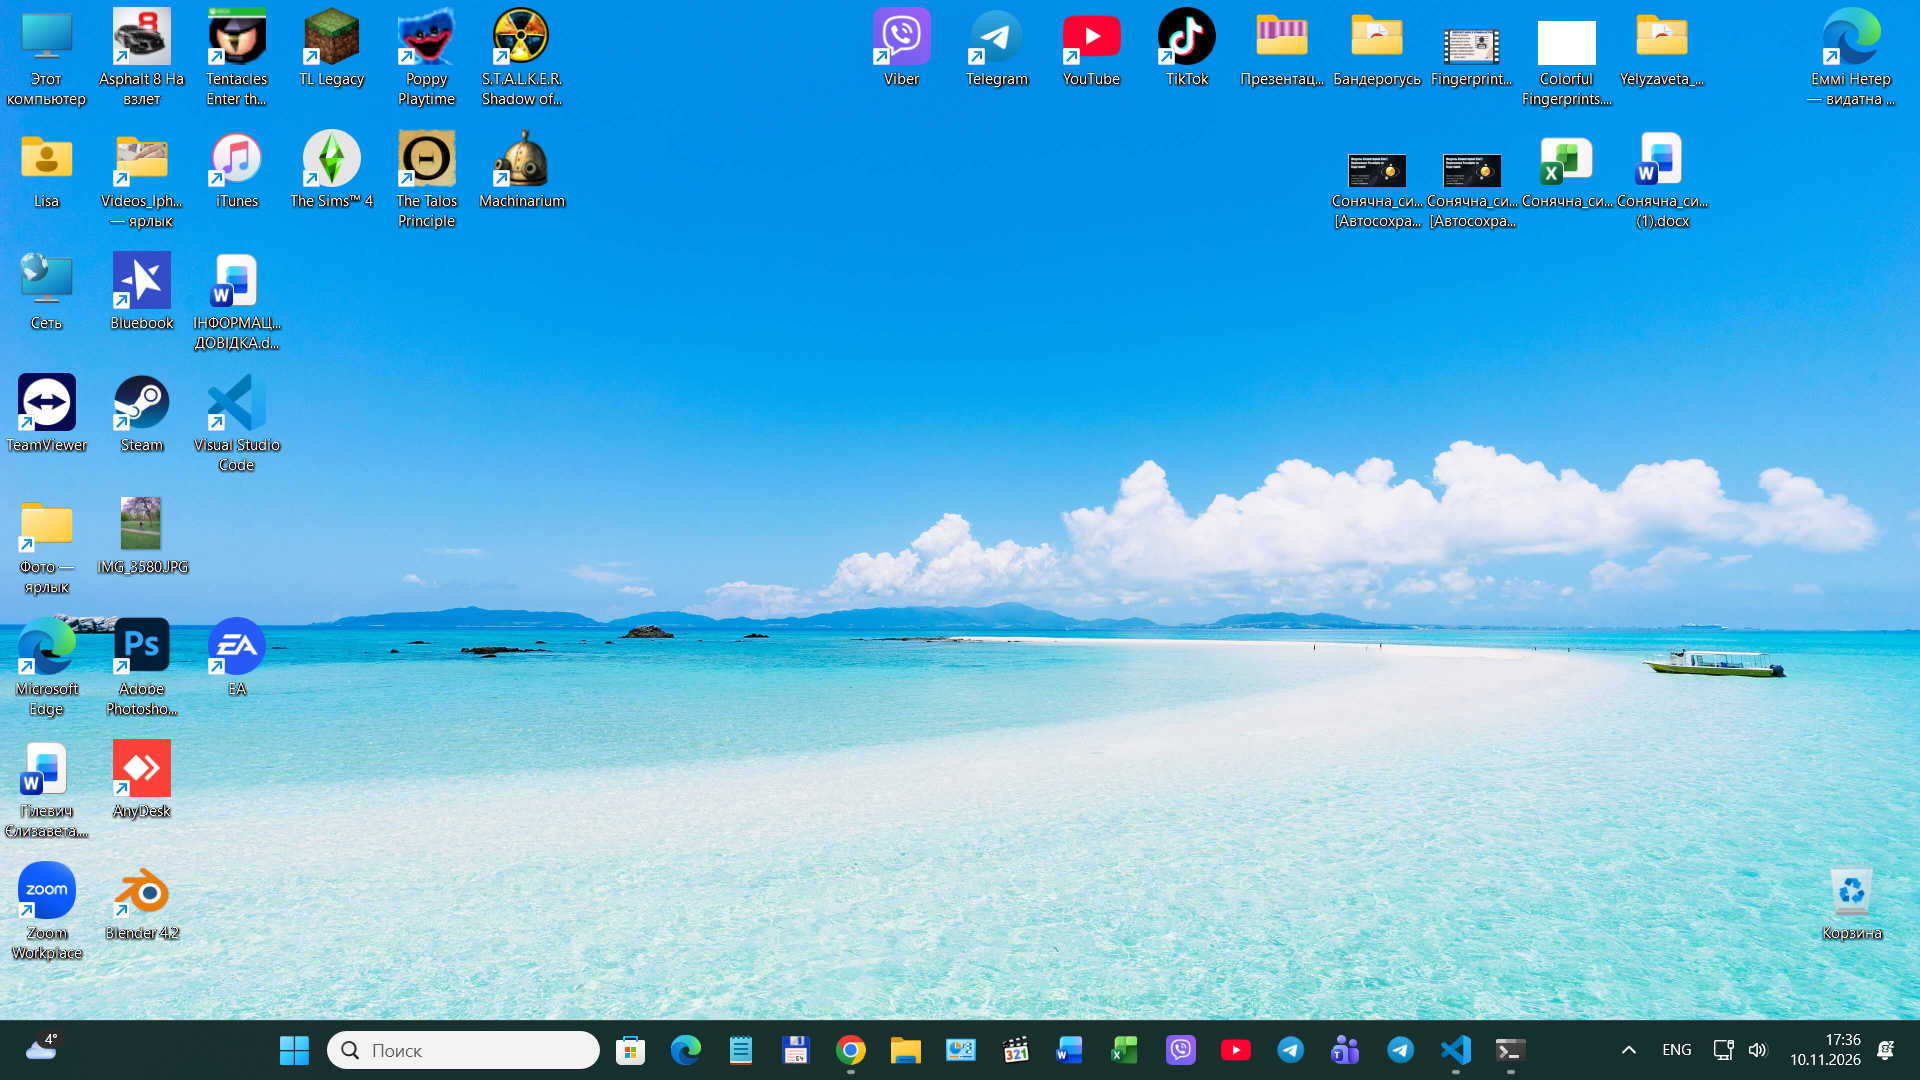 Этот
компьютер
Asphalt 8 На
взлет
Tentacles
Enter th...
TL Legacy
Poppy
Playtime
S.T.A.L.K.E.R.
Shadow of...
Viber
Telegram
YouTube
TikTok
Презентац...
Бандерогусь
Fingerprint...
Colorful
Fingerprints....
Yelyzaveta_...
Еммі Нетер
— видатна ...
Lisa
Videos_Iph...
— ярлык
iTunes
The Sims™ 4
The Talos
Principle
Machinarium
Сонячна_си...
[Автосохра...
Сонячна_си...
[Автосохра...
Сонячна_си...
Сонячна_си...
(1).docx
Сеть
Bluebook
ІНФОРМАЦ...
ДОВІДКА.d...
TeamViewer
Steam
Visual Studio
Code
Фото —
ярлык
IMG_3580.JPG
Microsoft
Edge
Ps
Adobe
Photosho...
EA
EA
Гілевич
Єлизавета....
AnyDesk
zoom
Zoom
Workplace
Blender 4.2
Корзина
4°
Поиск
ENG
17:36
10.11.2026